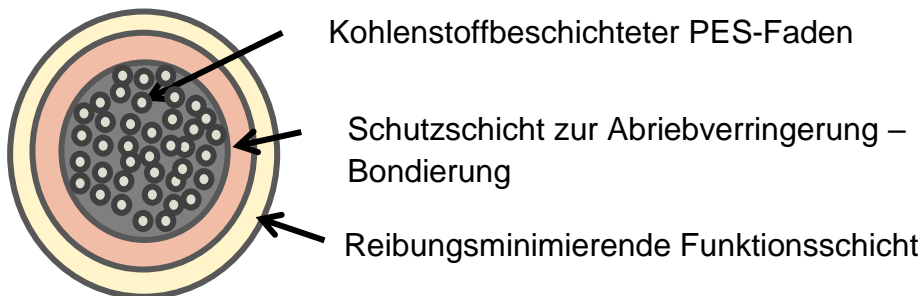 Kohlenstoffbeschichteter PES-Faden
Schutzschicht zur Abriebverringerung –
Bondierung
Reibungsminimierende Funktionsschicht